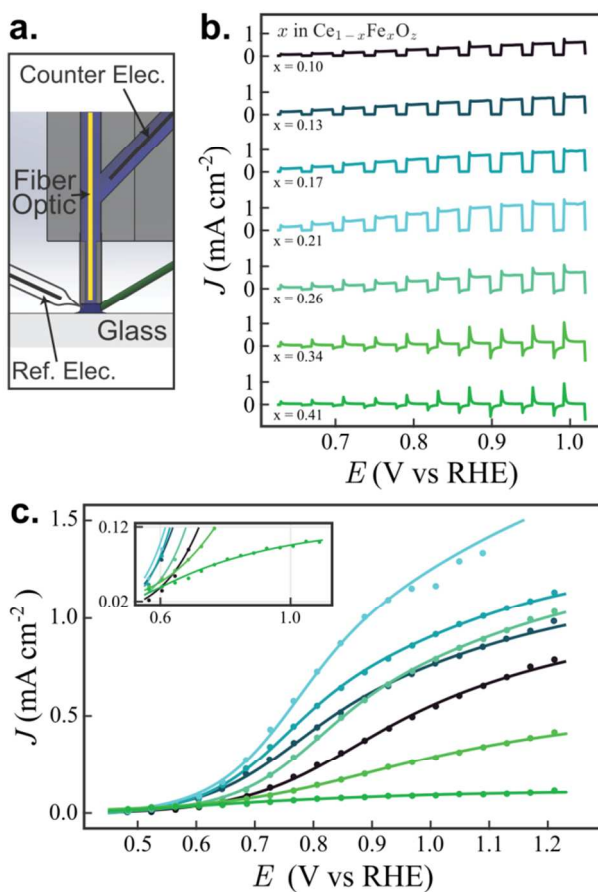 a.
Counter Elec.
Fiber
Optic
Glass
Ref. Elec.
b.
x in Ce₁₋ₓFeₓO_z
1
0
x = 0.10
1
0
x = 0.13
1
0
x = 0.17
1
0
x = 0.21
1
0
x = 0.26
1
0
x = 0.34
1
0
x = 0.41
J (mA cm⁻²)
0.7 0.8 0.9 1.0
E (V vs RHE)
c.
0.12
0.02
0.6 1.0
1.5
1.0
0.5
0.0
J (mA cm⁻²)
0.5 0.6 0.7 0.8 0.9 1.0 1.1 1.2
E (V vs RHE)